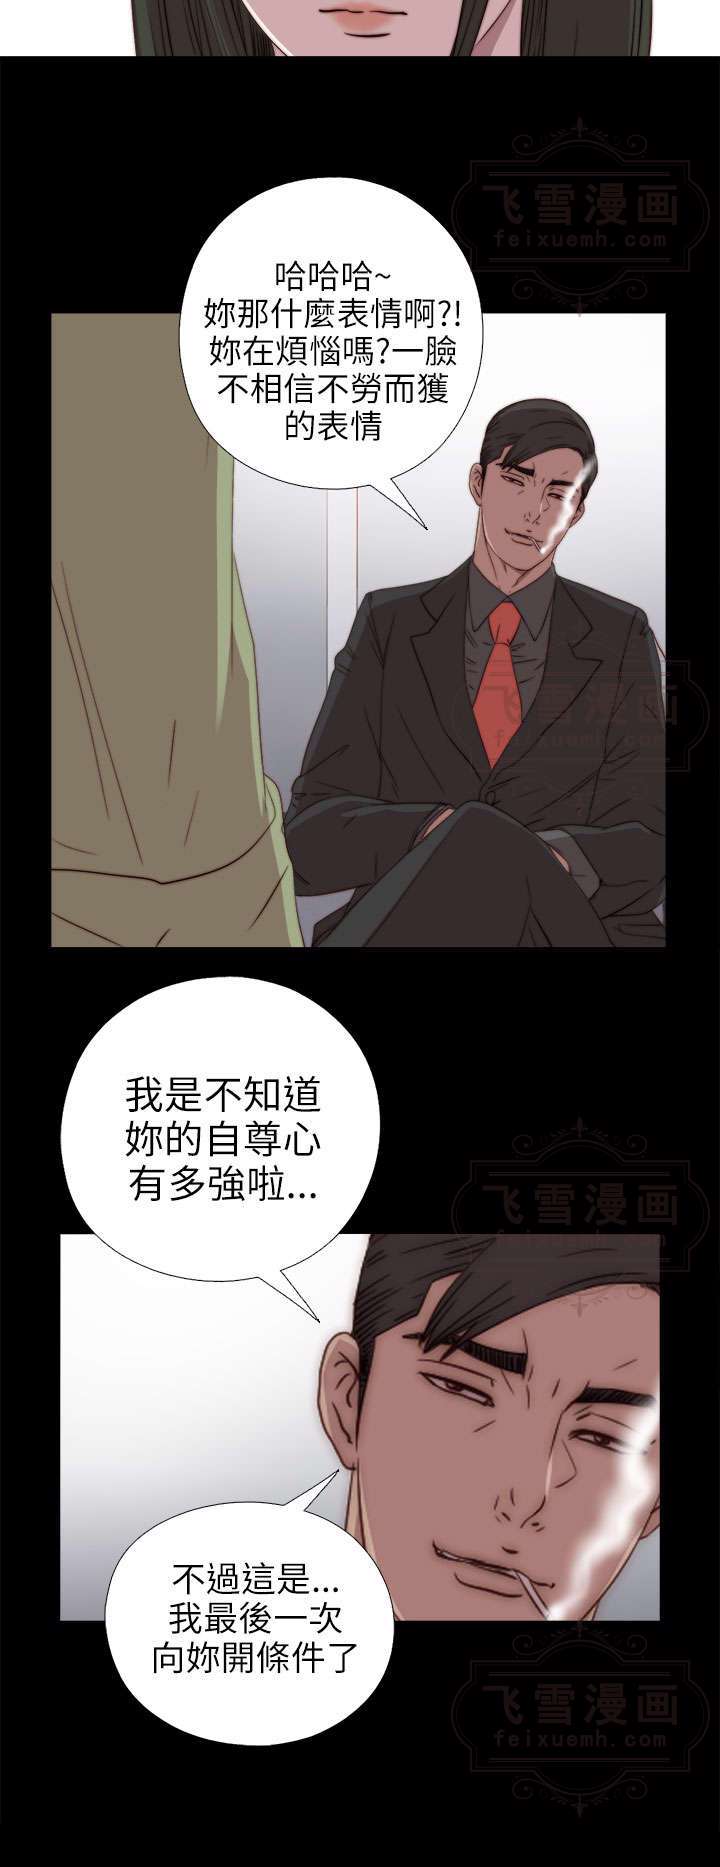 飞雪漫画
feixuemh.com
哈哈哈~
妳那什麼表情啊?!
妳在煩惱嗎?一臉
不相信不勞而獲
的表情
飞雪漫画
feixuemh.com
我是不知道
妳的自尊心
有多強啦...
飞雪漫画
feixuemh.com
不過這是...
我最後一次
向妳開條件了
飞雪漫画
feixuemh.com